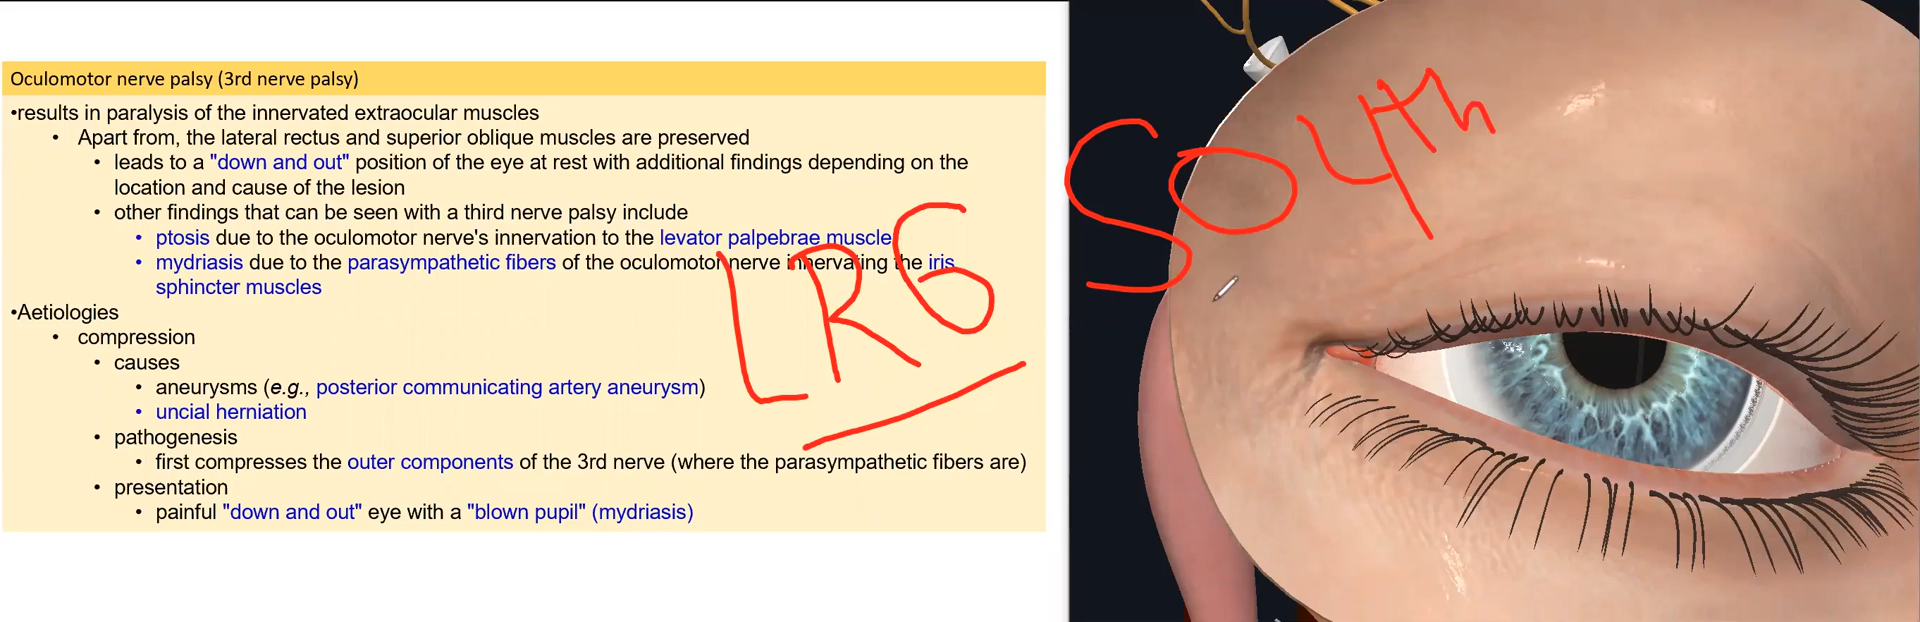 Oculomotor nerve palsy (3rd nerve palsy)
•results in paralysis of the innervated extraocular muscles
• Apart from, the lateral rectus and superior oblique muscles are preserved
• leads to a "down and out" position of the eye at rest with additional findings depending on the
location and cause of the lesion
• other findings that can be seen with a third nerve palsy include
• ptosis due to the oculomotor nerve's innervation to the levator palpebrae muscle
• mydriasis due to the parasympathetic fibers of the oculomotor nerve innervating the iris
sphincter muscles
•Aetiologies
• compression
• causes
• aneurysms (e.g., posterior communicating artery aneurysm)
• uncial herniation
• pathogenesis
• first compresses the outer components of the 3rd nerve (where the parasympathetic fibers are)
• presentation
• painful "down and out" eye with a "blown pupil" (mydriasis)
LR6
SO 4th